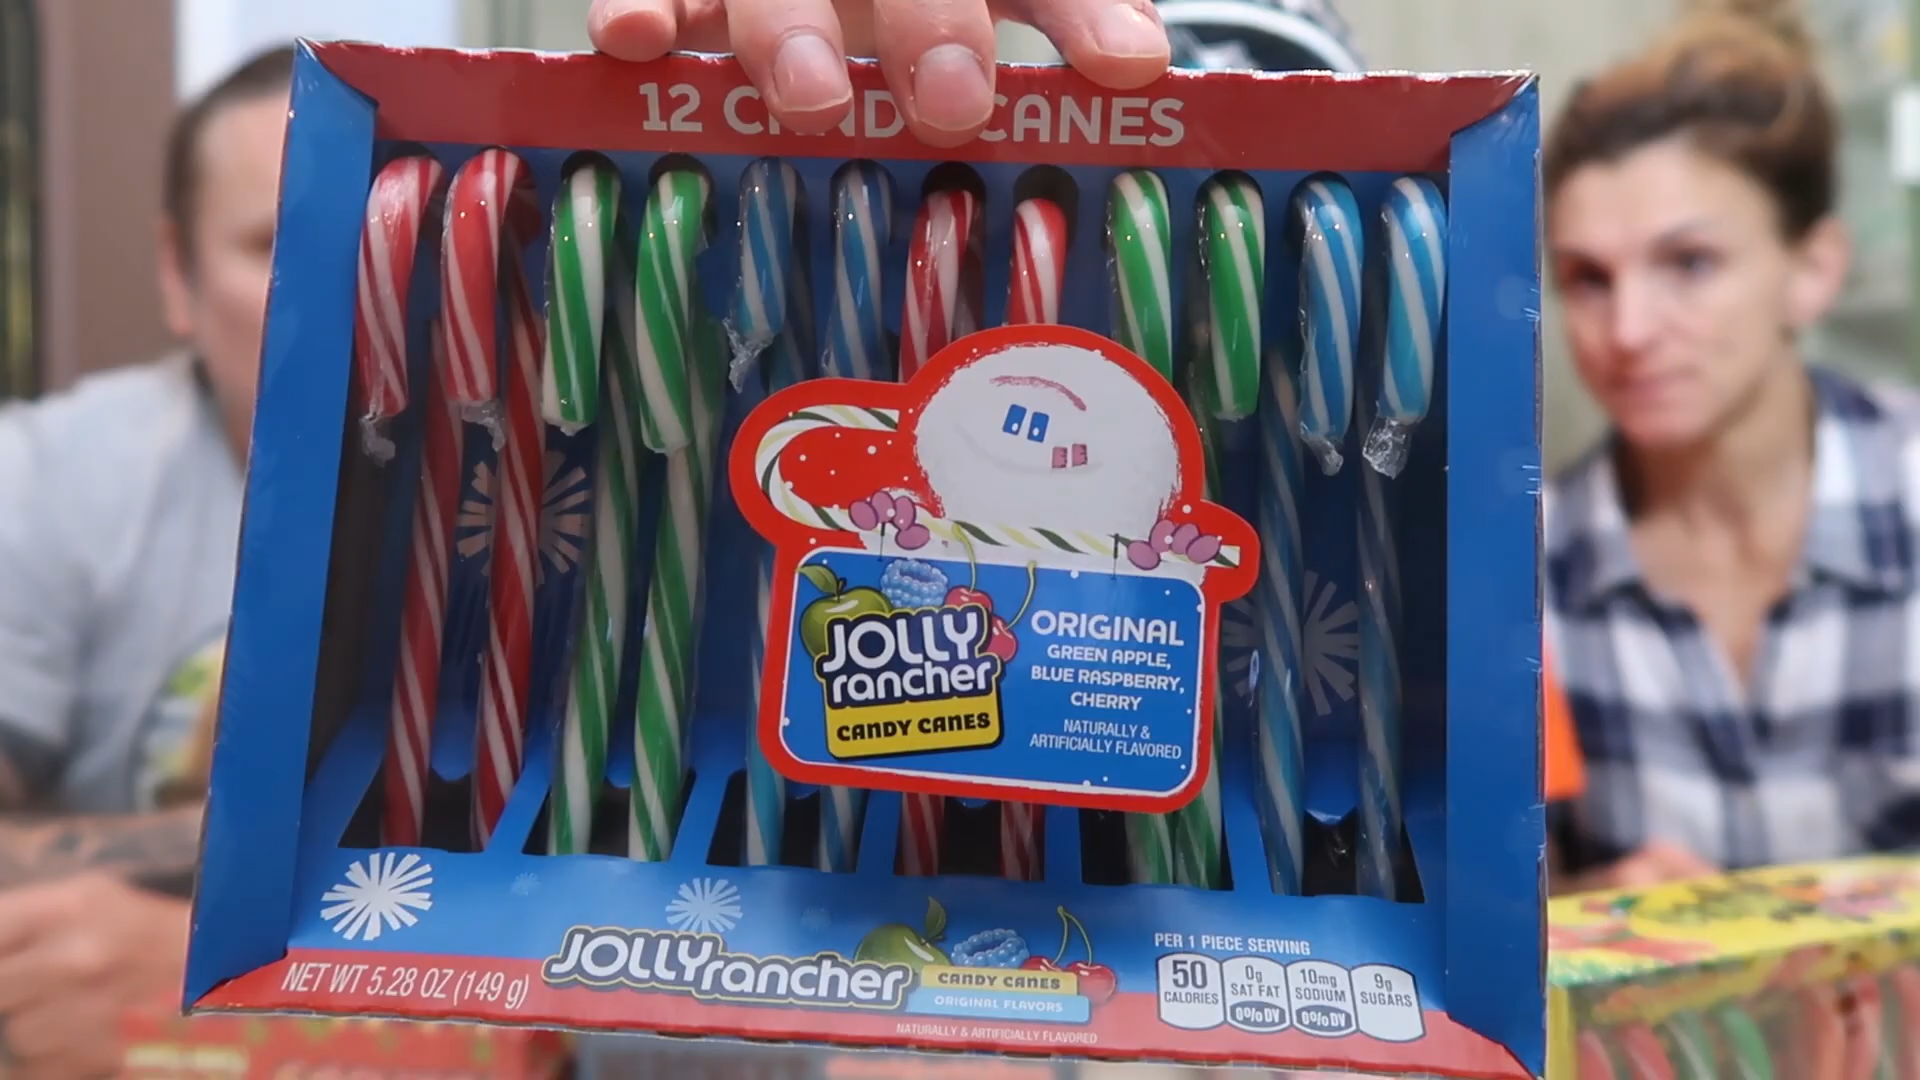 12 CANDY CANES
JOLLY
rancher
CANDY CANES
ORIGINAL
GREEN APPLE,
BLUE RASPBERRY,
CHERRY
NATURALLY &
ARTIFICIALLY FLAVORED
NET WT 5.28 OZ (149 g)
JOLLY rancher
CANDY CANES
ORIGINAL FLAVORS
NATURALLY & ARTIFICIALLY FLAVORED
PER 1 PIECE SERVING
50
CALORIES
0g
SAT FAT
0% DV
10mg
SODIUM
0% DV
9g
SUGARS